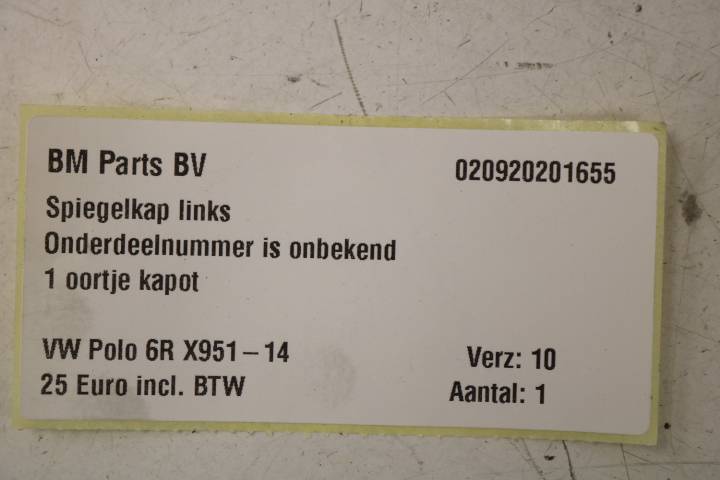 BM Parts BV 020920201655
Spiegelkap links
Onderdeelnummer is onbekend
1 oortje kapot
VW Polo 6R X951-14 Verz: 10
25 Euro incl. BTW Aantal: 1